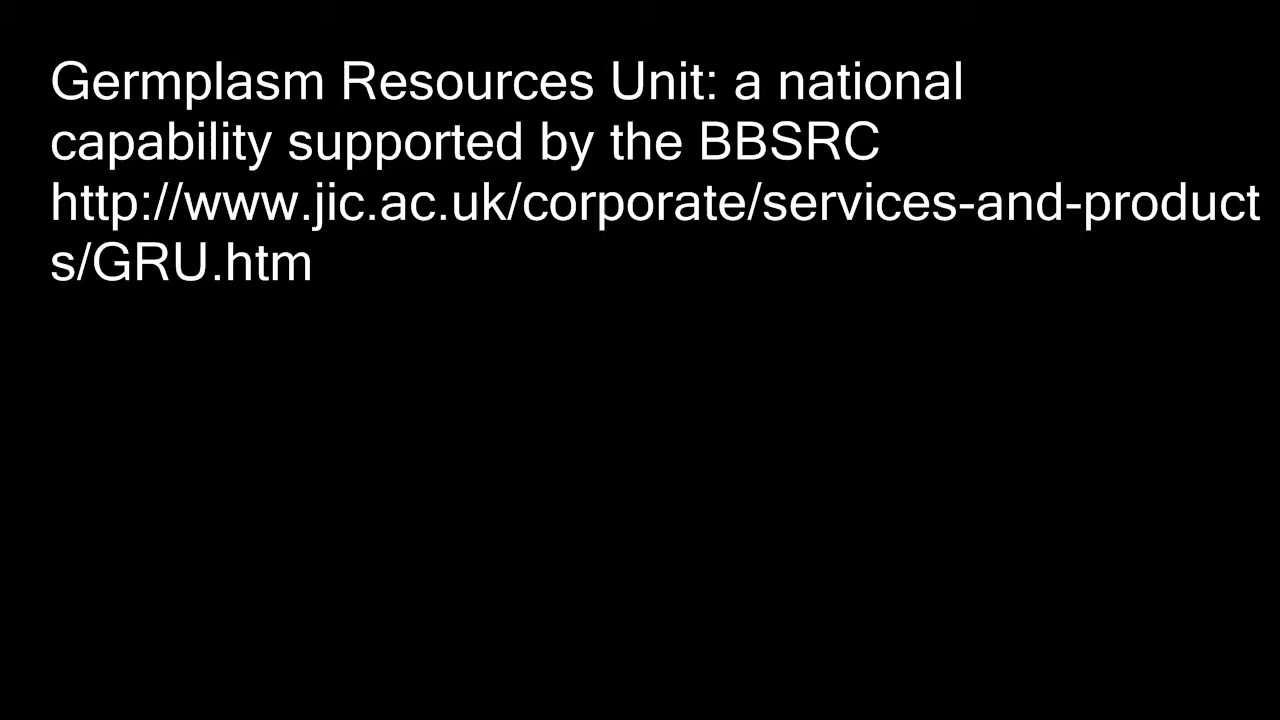 Germplasm Resources Unit: a national
capability supported by the BBSRC
http://www.jic.ac.uk/corporate/services-and-product
s/GRU.htm